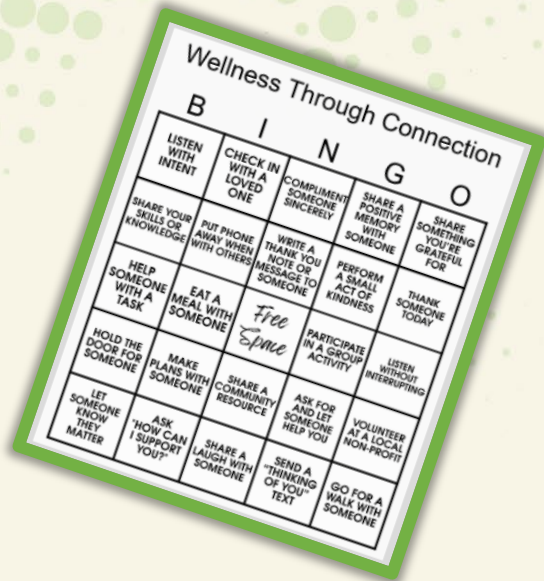 Wellness Through Connection
B I N G O
LISTEN
WITH
INTENT
CHECK IN
WITH A
LOVED
ONE
COMPLIMENT
SOMEONE
SINCERELY
SHARE A
POSITIVE
MEMORY
WITH
SOMEONE
SHARE
SOMETHING
YOU'RE
GRATEFUL
FOR
SHARE YOUR
SKILLS OR
KNOWLEDGE
PUT PHONE
AWAY WHEN
WITH OTHERS
WRITE A
THANK YOU
NOTE OR
MESSAGE TO
SOMEONE
PERFORM
A SMALL
ACT OF
KINDNESS
THANK
SOMEONE
TODAY
HELP
SOMEONE
WITH A
TASK
EAT A
MEAL WITH
SOMEONE
Free
Space
PARTICIPATE
IN A GROUP
ACTIVITY
LISTEN
WITHOUT
INTERRUPTING
HOLD THE
DOOR FOR
SOMEONE
MAKE
PLANS WITH
SOMEONE
SHARE A
COMMUNITY
RESOURCE
ASK FOR
AND LET
SOMEONE
HELP YOU
VOLUNTEER
AT A LOCAL
NON-PROFIT
LET
SOMEONE
KNOW
THEY
MATTER
ASK
"HOW CAN
I SUPPORT
YOU?"
SHARE A
LAUGH WITH
SOMEONE
SEND A
"THINKING
OF YOU"
TEXT
GO FOR A
WALK WITH
SOMEONE